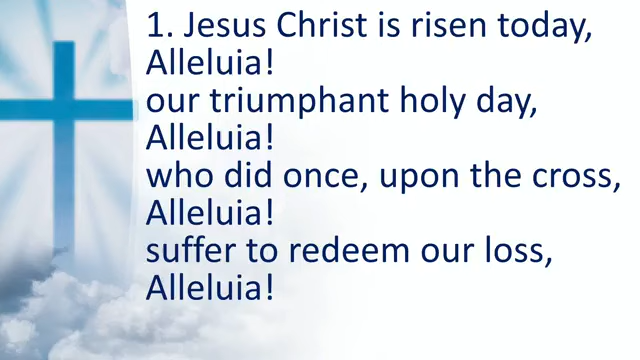 1. Jesus Christ is risen today,
Alleluia!
our triumphant holy day,
Alleluia!
who did once, upon the cross,
Alleluia!
suffer to redeem our loss,
Alleluia!